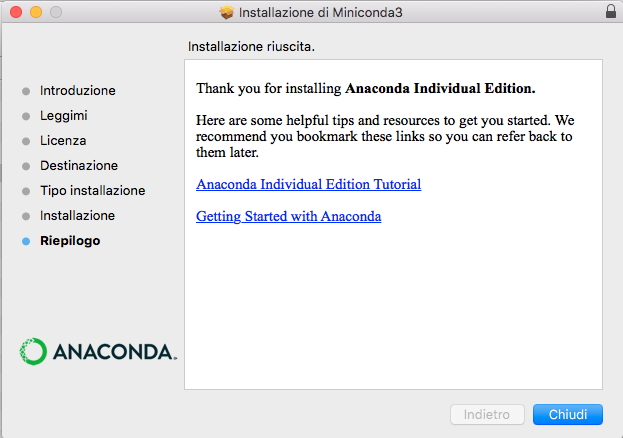 Installazione di Miniconda3
Installazione riuscita.
Introduzione
Leggimi
Licenza
Destinazione
Tipo installazione
Installazione
Riepilogo
Thank you for installing Anaconda Individual Edition.
Here are some helpful tips and resources to get you started. We
recommend you bookmark these links so you can refer back to
them later.
Anaconda Individual Edition Tutorial
Getting Started with Anaconda
ANACONDA.
Indietro
Chiudi